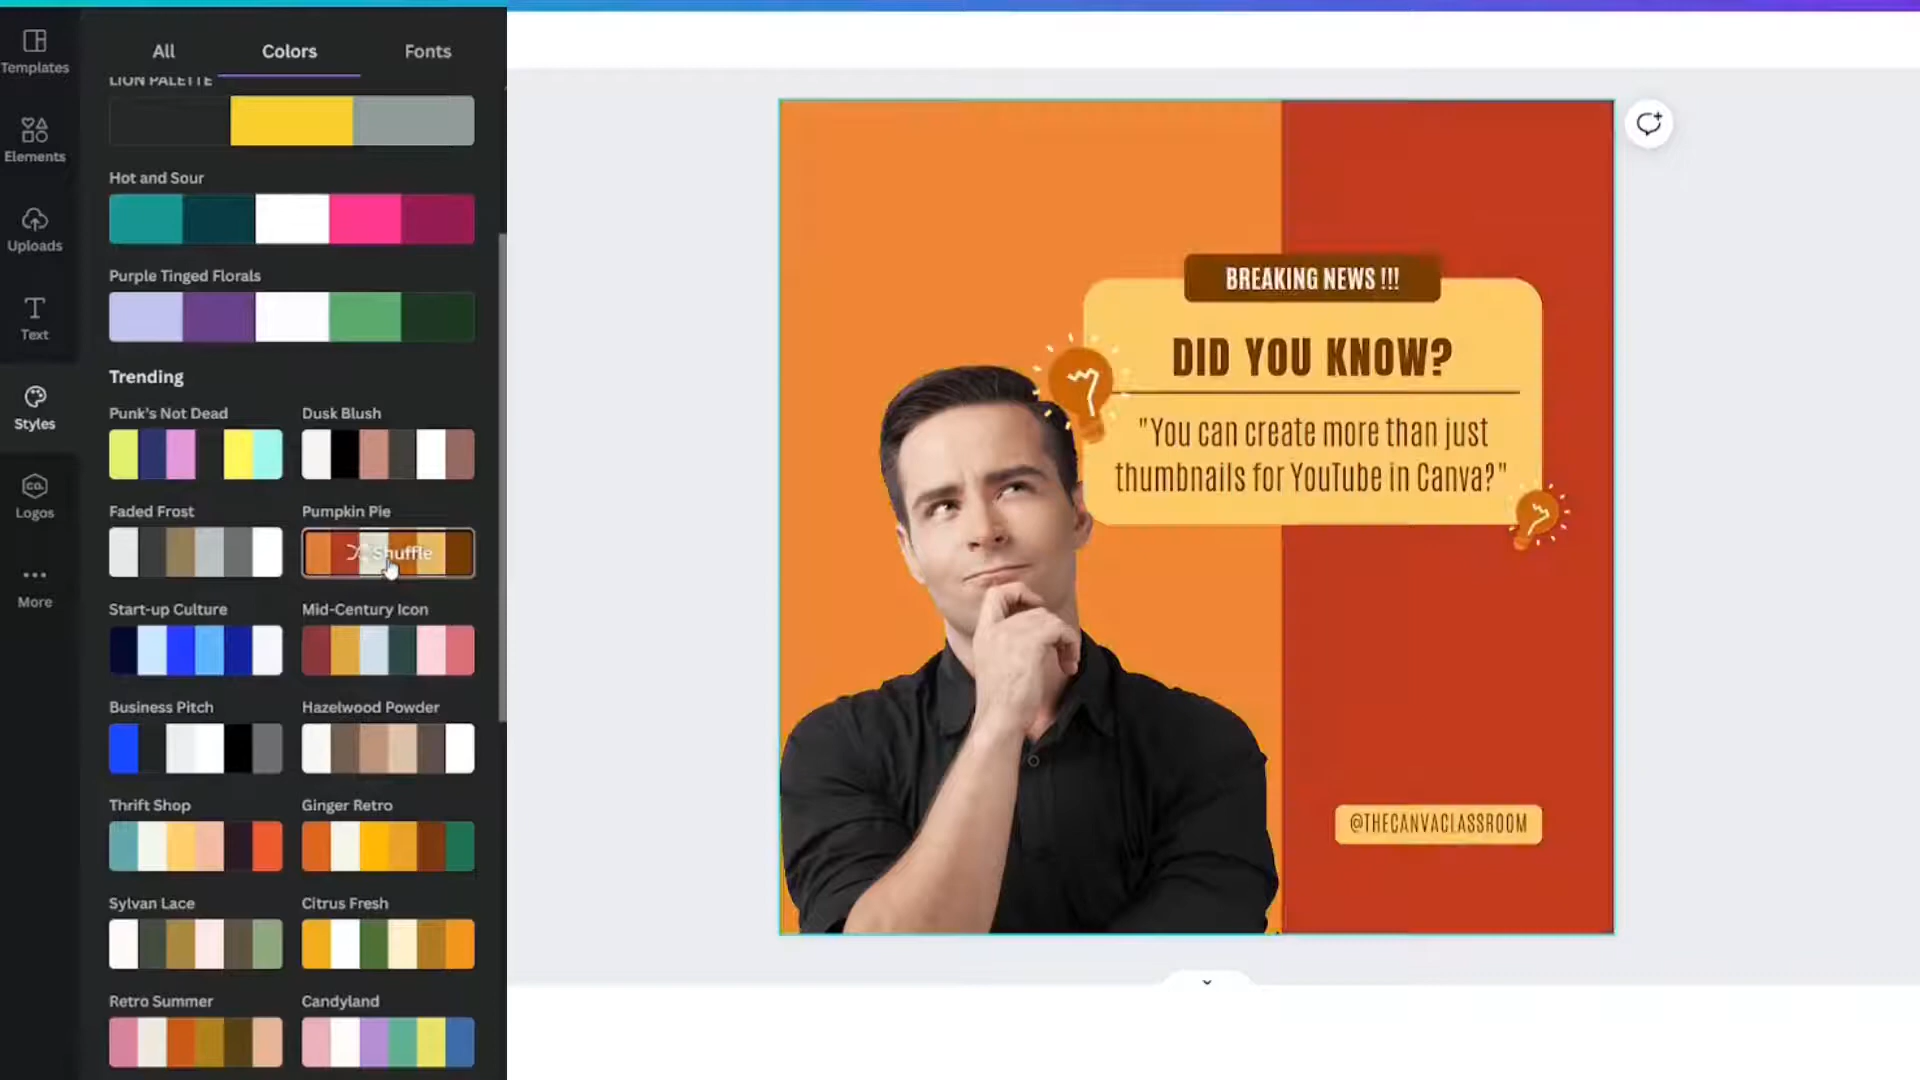 Templates
Elements
Uploads
Text
Styles
CO.
Logos
More
All
Colors
Fonts
LION PALETTE
Hot and Sour
Purple Tinged Florals
Trending
Punk's Not Dead
Dusk Blush
Faded Frost
Pumpkin Pie
Shuffle
Start-up Culture
Mid-Century Icon
Business Pitch
Hazelwood Powder
Thrift Shop
Ginger Retro
Sylvan Lace
Citrus Fresh
Retro Summer
Candyland
BREAKING NEWS !!!
DID YOU KNOW?
"You can create more than just
thumbnails for YouTube in Canva?"
@THECANVACLASSROOM